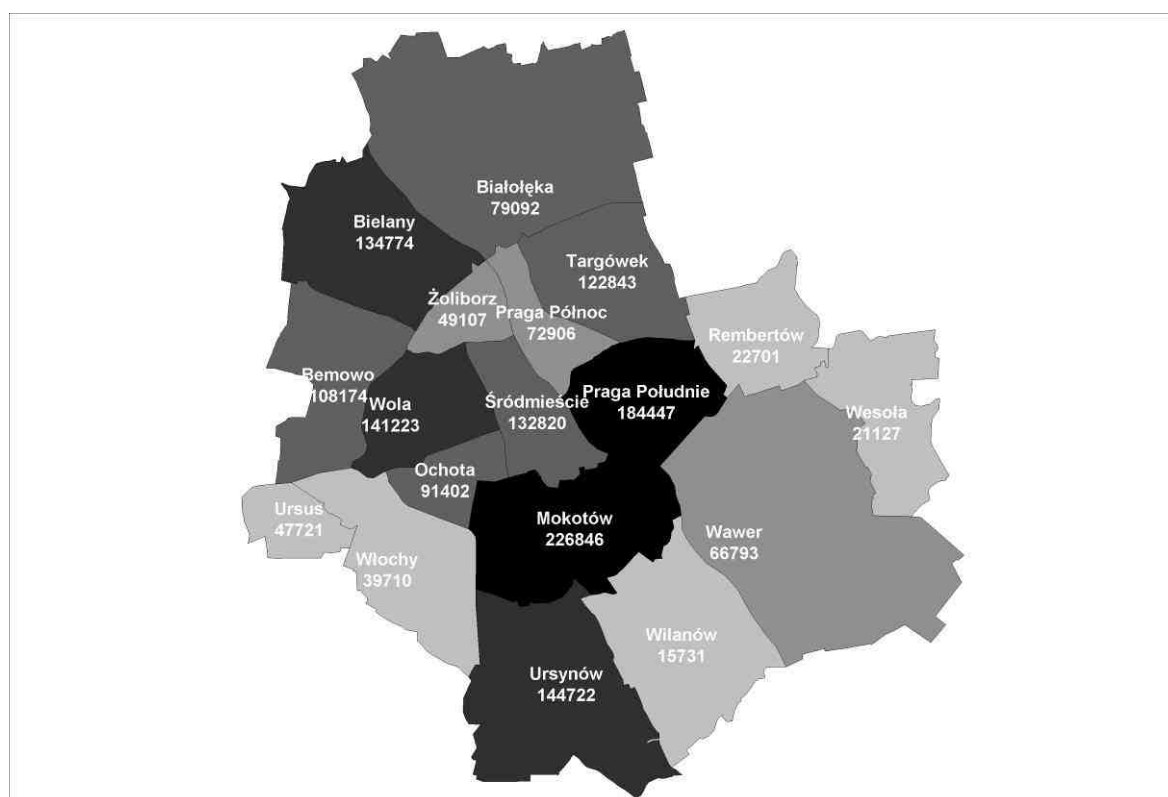 Białołęka
79092
Bielany
134774
Targówek
122843
Żoliborz
49107
Praga Północ
72906
Rembertów
22701
Bemowo
108174
Wola
141223
Śródmieście
132820
Praga Południe
184447
Wesoła
21127
Ochota
91402
Ursus
47721
Włochy
39710
Mokotów
226846
Wawer
66793
Wilanów
15731
Ursynów
144722